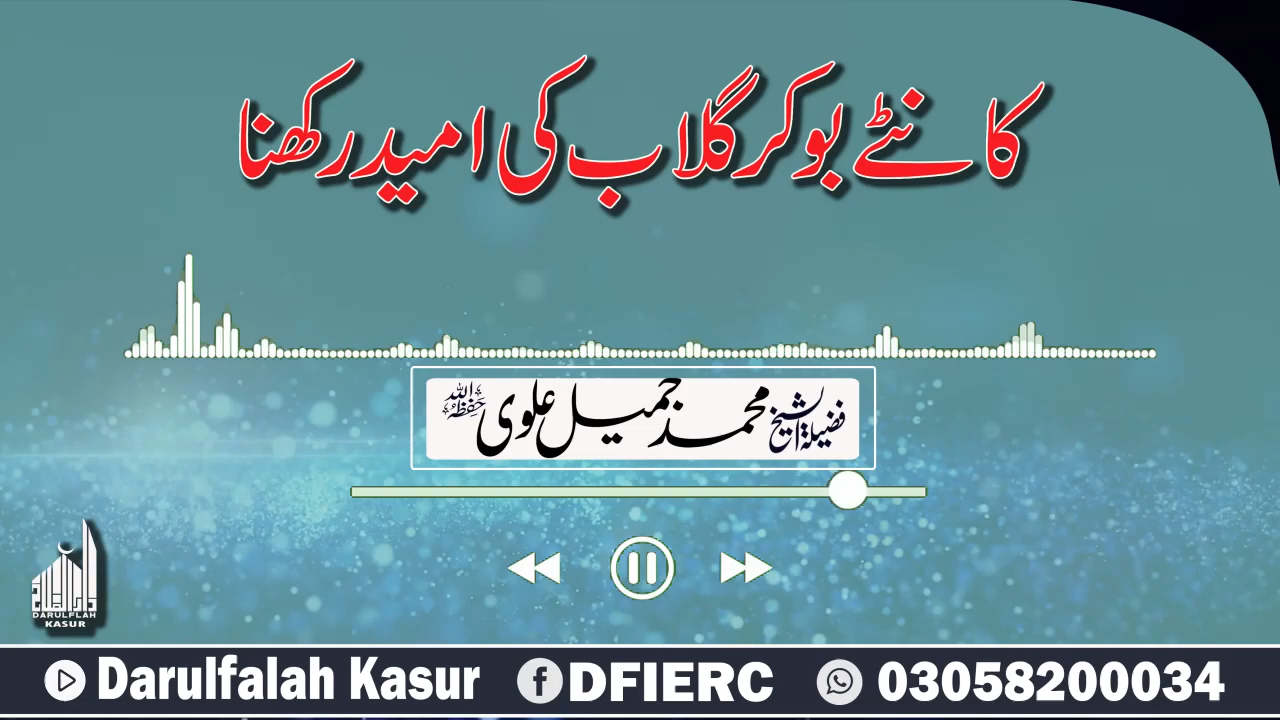 کانٹے بو کر گلاب کی امید رکھنا
فضیلۃ الشیخ محمد جمیل علوی حفظہ اللہ
دارالفلاح
DARULFLAH
KASUR
Darulfalah Kasur
DFIERC
03058200034